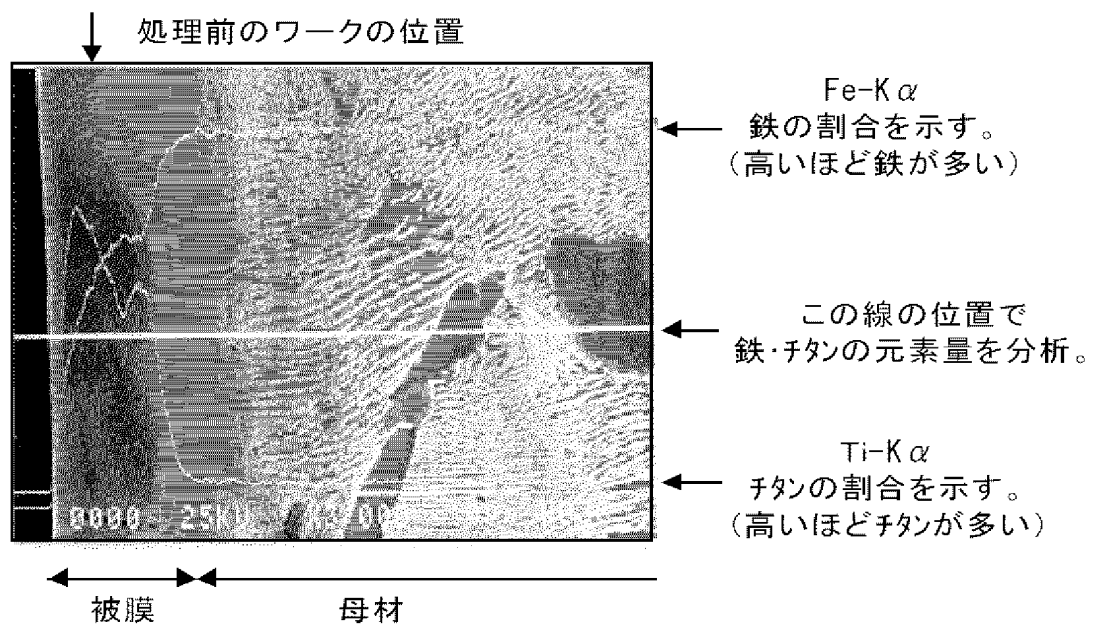 処理前のワークの位置
Fe-Kα
鉄の割合を示す。
(高いほど鉄が多い)
この線の位置で
鉄・チタンの元素量を分析。
Ti-Kα
チタンの割合を示す。
(高いほどチタンが多い)
0000 25KV
被膜
母材